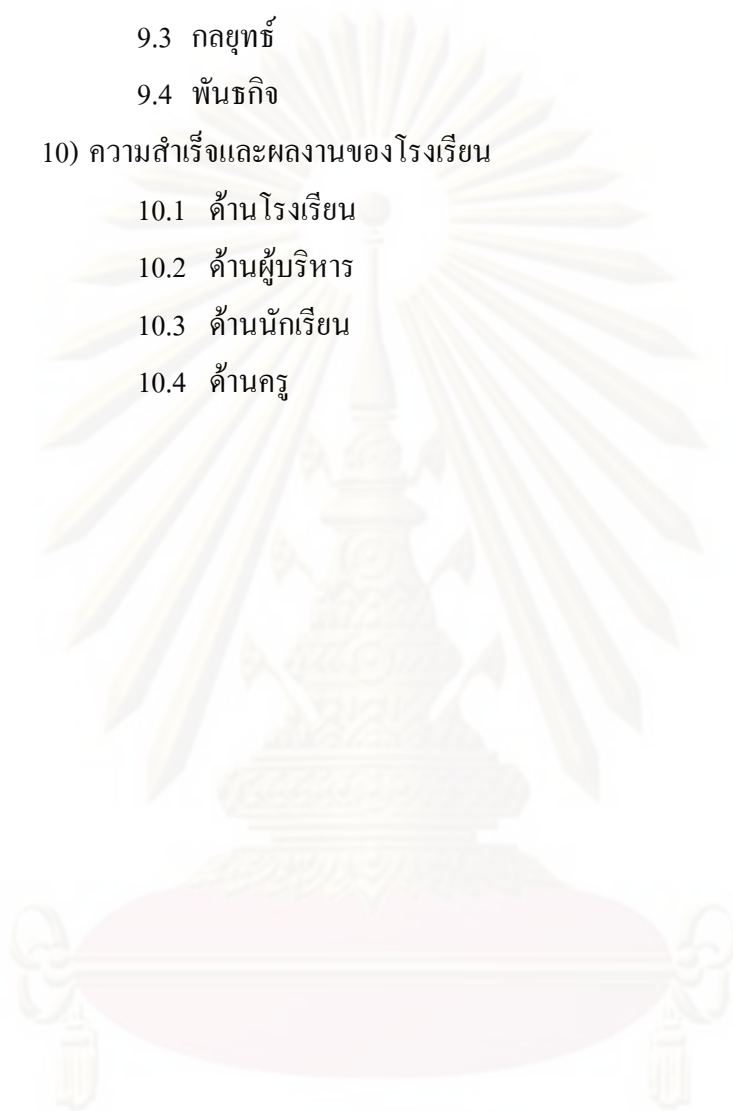 9.3 กลยุทธ์
9.4 พันธกิจ
10) ความสำเร็จและผลงานของโรงเรียน
10.1 ด้านโรงเรียน
10.2 ด้านผู้บริหาร
10.3 ด้านนักเรียน
10.4 ด้านครู